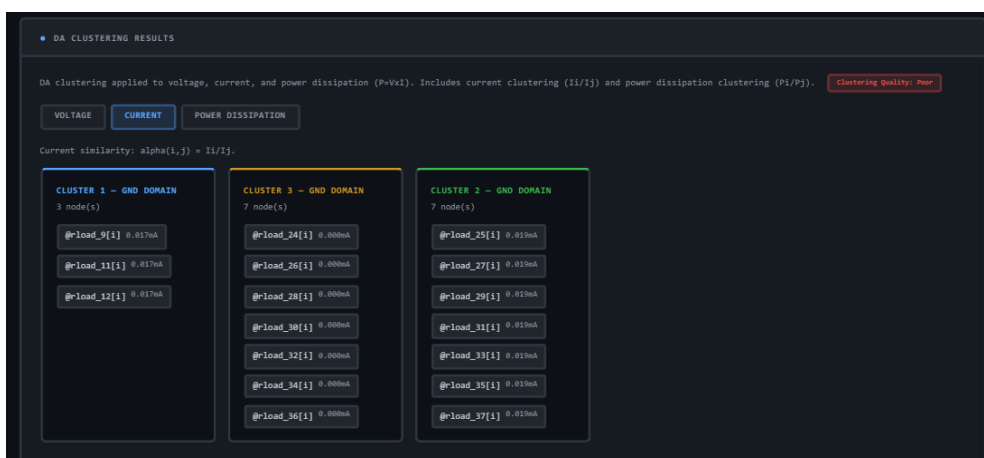 DA CLUSTERING RESULTS
DA clustering applied to voltage, current, and power dissipation (P=VxI). Includes current clustering (Ii/Ij) and power dissipation clustering (Pi/Pj). Clustering Quality: Poor
VOLTAGE CURRENT POWER DISSIPATION
Current similarity: alpha(i,j) = Ii/Ij.
CLUSTER 1 — GND DOMAIN
3 node(s)
@rload_9[i] 0.017mA
@rload_11[i] 0.017mA
@rload_12[i] 0.017mA
CLUSTER 3 — GND DOMAIN
7 node(s)
@rload_24[i] 0.000mA
@rload_26[i] 0.000mA
@rload_28[i] 0.000mA
@rload_30[i] 0.000mA
@rload_32[i] 0.000mA
@rload_34[i] 0.000mA
@rload_36[i] 0.000mA
CLUSTER 2 — GND DOMAIN
7 node(s)
@rload_25[i] 0.019mA
@rload_27[i] 0.019mA
@rload_29[i] 0.019mA
@rload_31[i] 0.019mA
@rload_33[i] 0.019mA
@rload_35[i] 0.019mA
@rload_37[i] 0.019mA